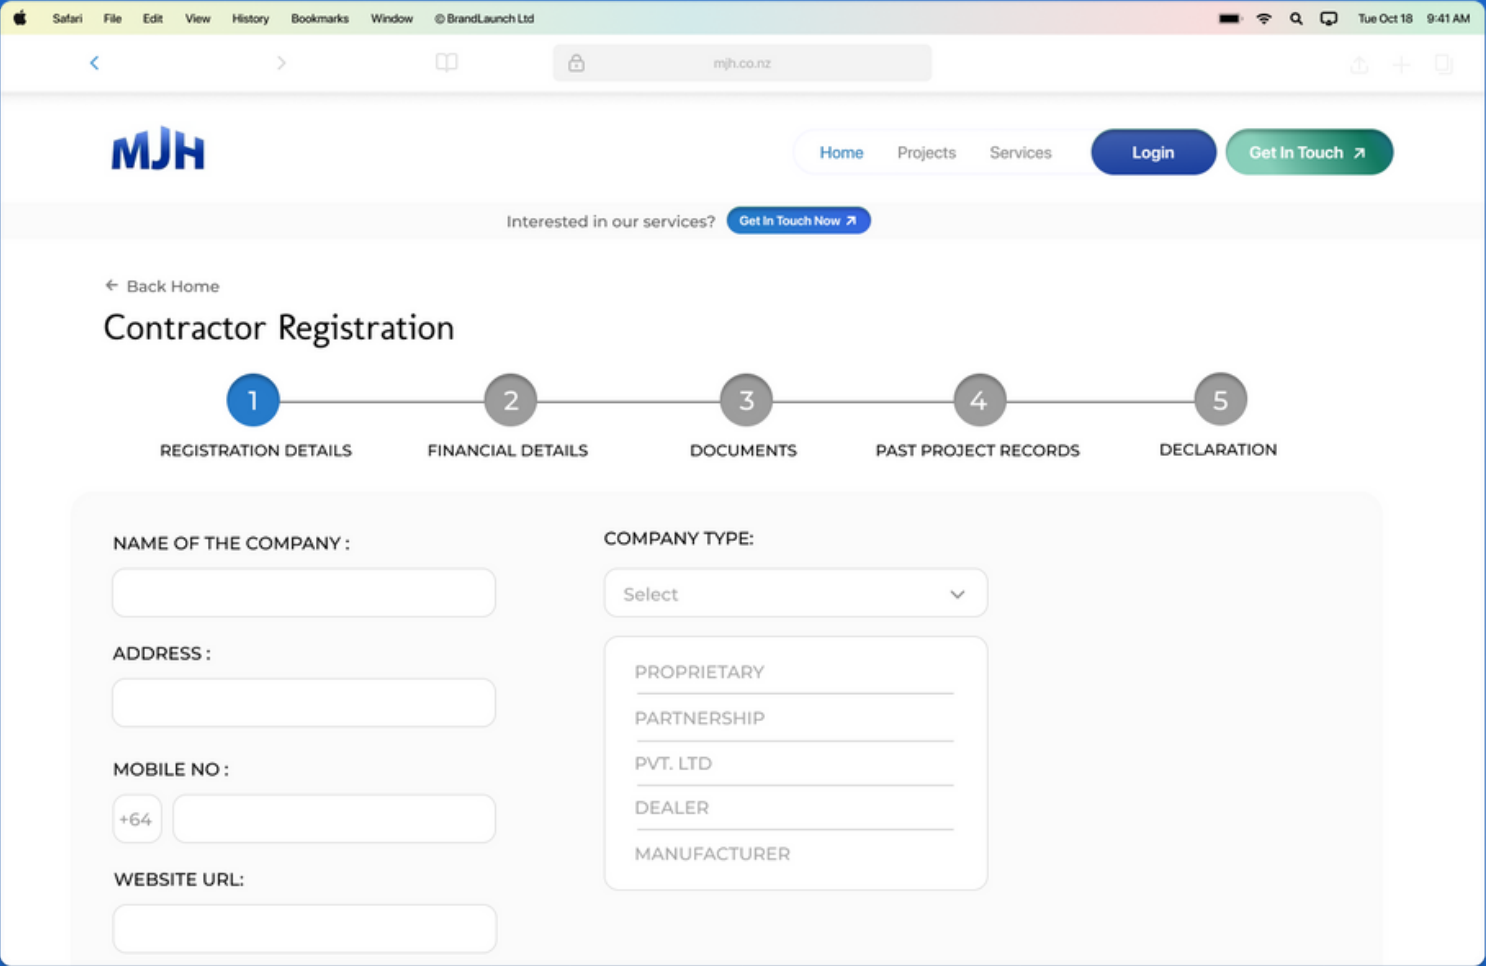 Safari File Edit View History Bookmarks Window © BrandLaunch Ltd Tue Oct 18 9:41 AM
mjh.co.nz
MJH
Home Projects Services Login Get In Touch
Interested in our services? Get In Touch Now
Back Home
Contractor Registration
1 2 3 4 5
REGISTRATION DETAILS FINANCIAL DETAILS DOCUMENTS PAST PROJECT RECORDS DECLARATION
NAME OF THE COMPANY :
COMPANY TYPE:
Select
ADDRESS :
PROPRIETARY
PARTNERSHIP
PVT. LTD
DEALER
MANUFACTURER
MOBILE NO :
+64
WEBSITE URL: